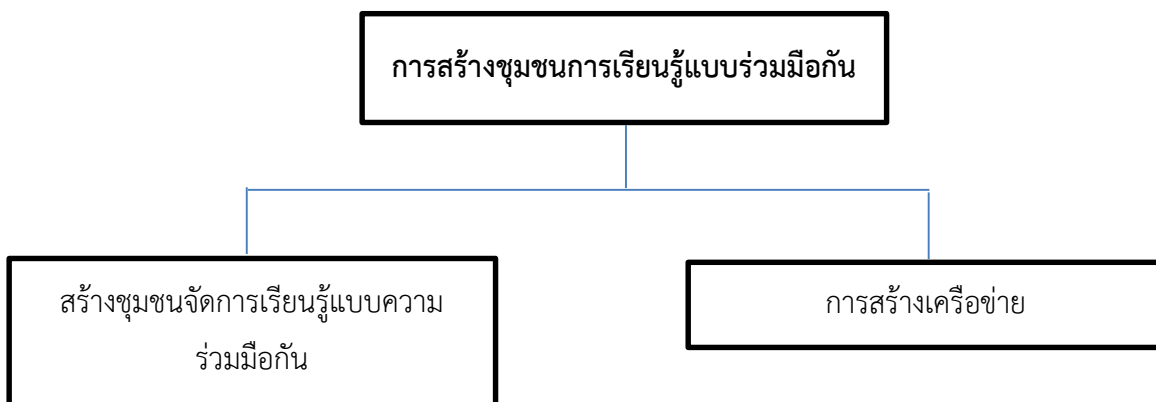 การสร้างชุมชนการเรียนรู้แบบร่วมมือกัน
สร้างชุมชนจัดการเรียนรู้แบบความ
ร่วมมือกัน
การสร้างเครือข่าย